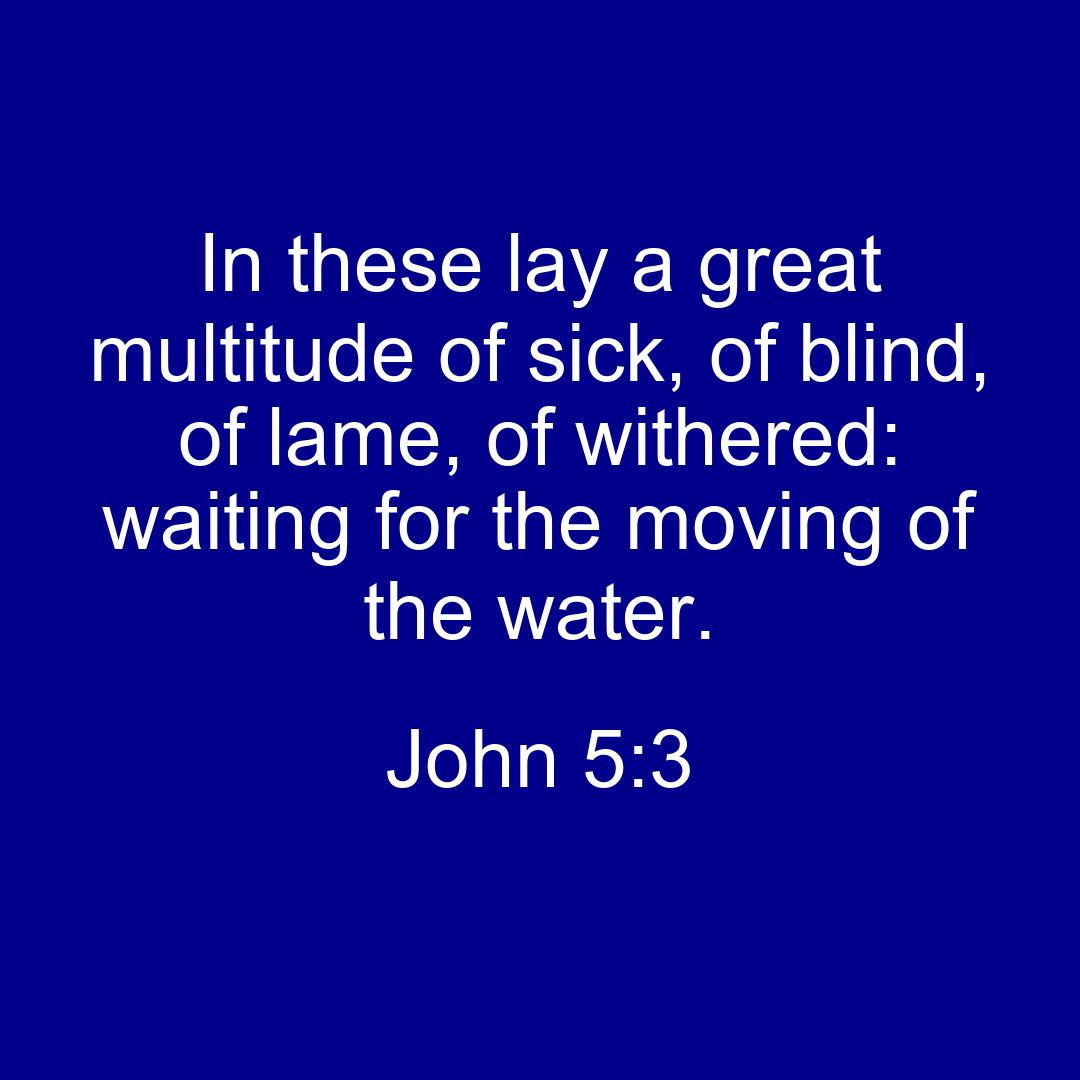 In these lay a great
multitude of sick, of blind,
of lame, of withered:
waiting for the moving of
the water.
John 5:3